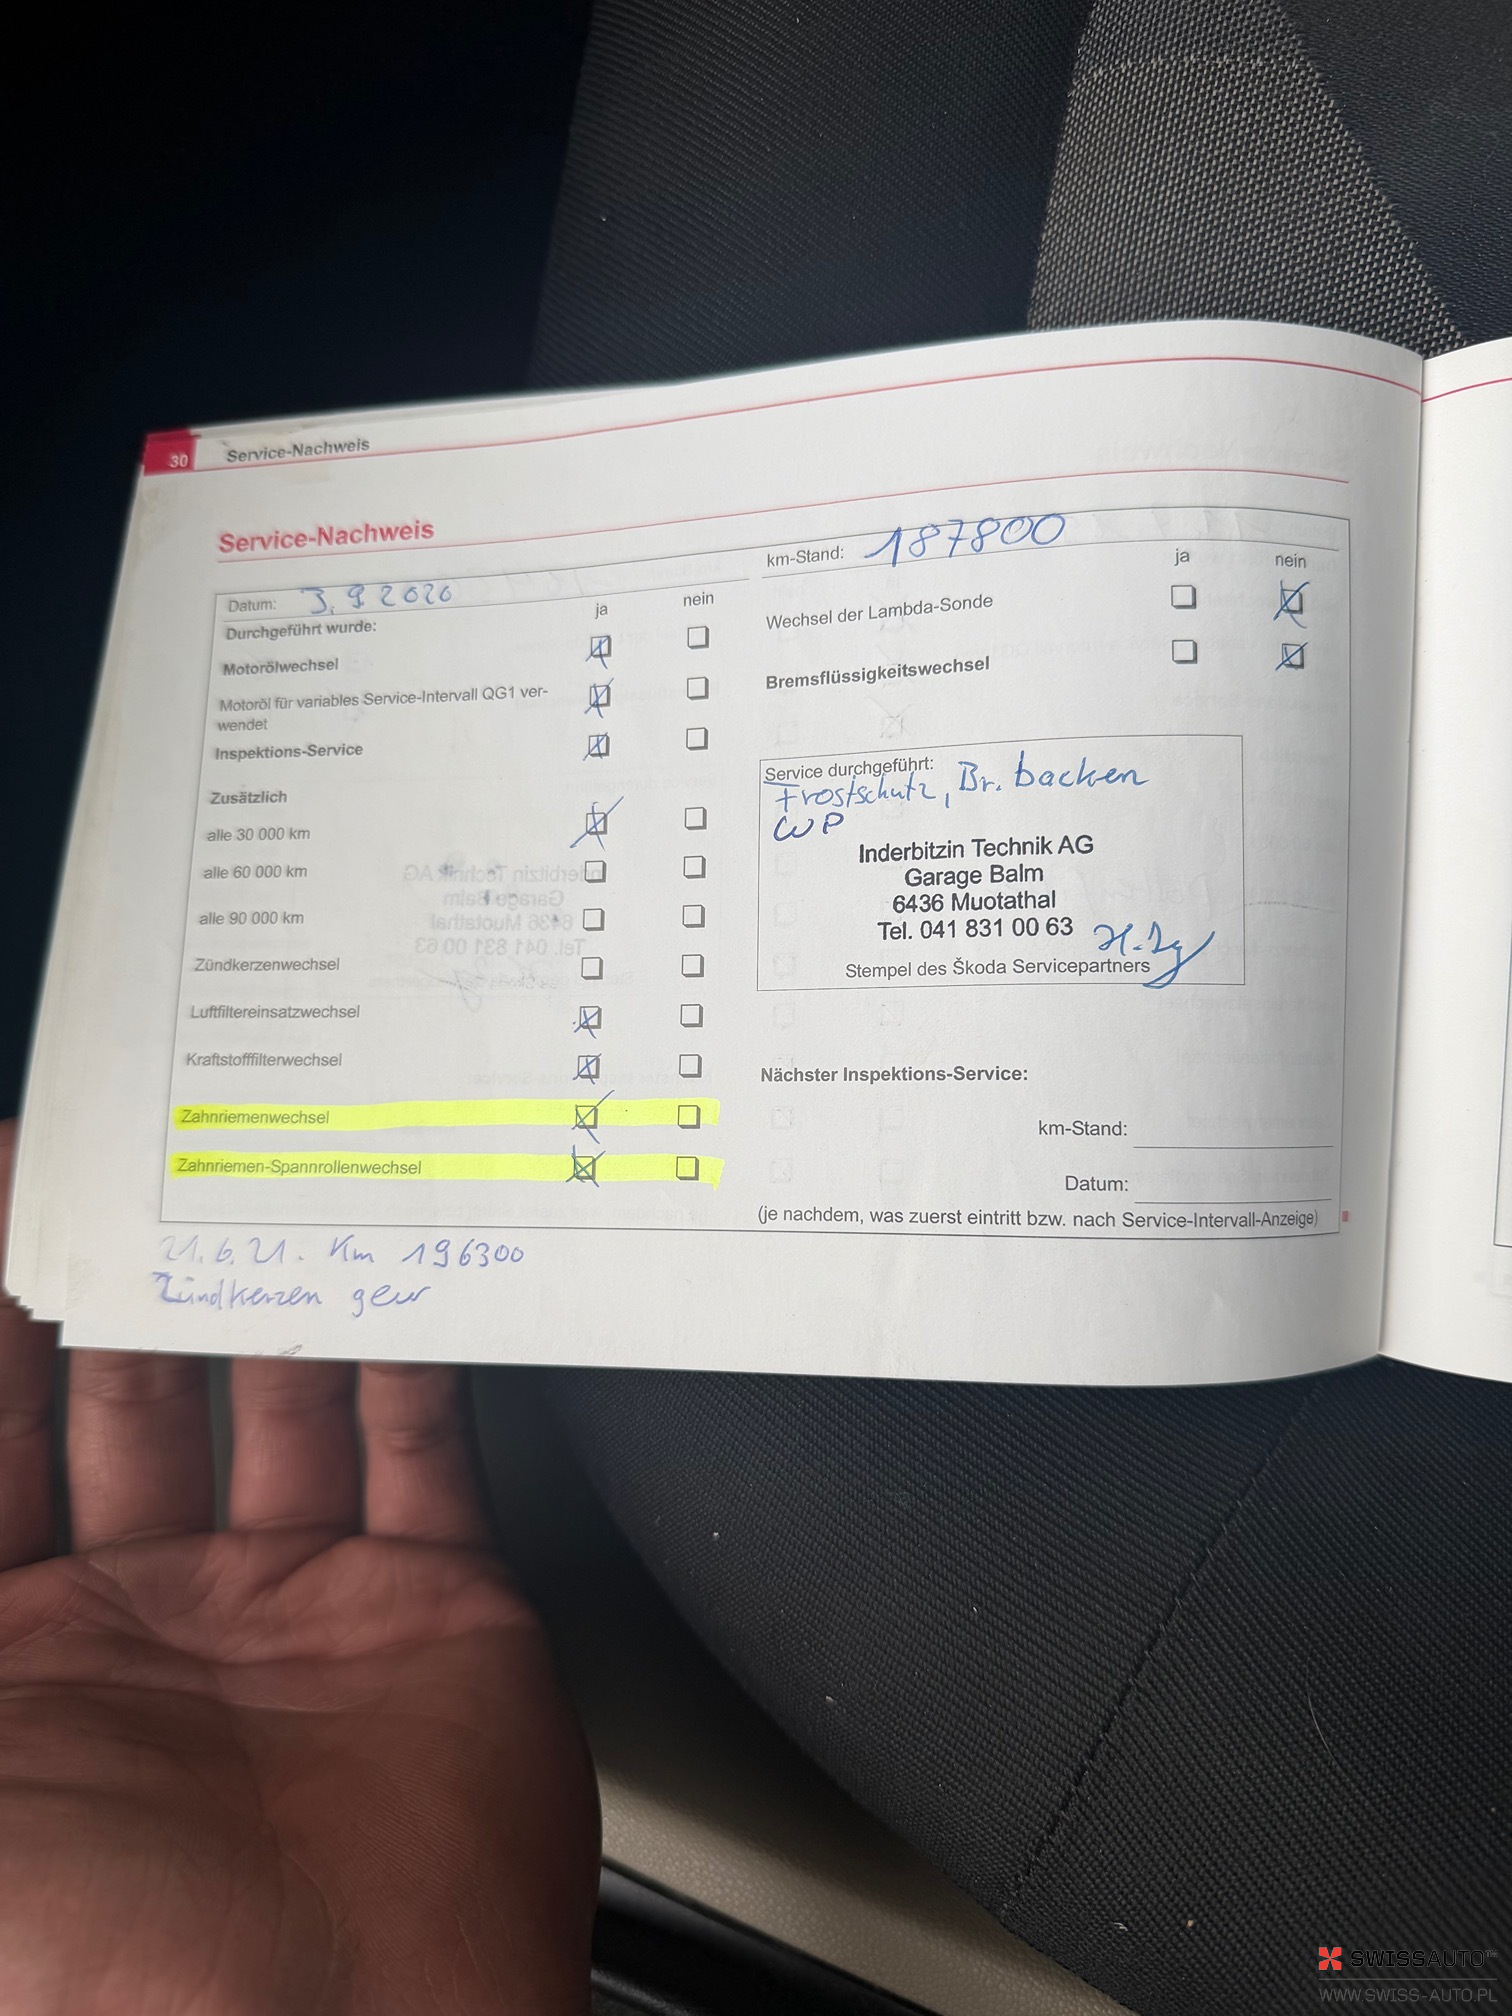 30 Service-Nachweis
Service-Nachweis
Datum: 3.9.2020
ja nein
Durchgeführt wurde:
Motorölwechsel
Motoröl für variables Service-Intervall QG1 ver-
wendet
Inspektions-Service
Zusätzlich
alle 30 000 km
alle 60 000 km
alle 90 000 km
Zündkerzenwechsel
Luftfiltereinsatzwechsel
Kraftstofffilterwechsel
Zahnriemenwechsel
Zahnriemen-Spannrollenwechsel
21.6.21. Km 196300
Zündkerzen gew
km-Stand: 187800
ja nein
Wechsel der Lambda-Sonde
Bremsflüssigkeitswechsel
Service durchgeführt:
Frostschutz, Br. backen
WP
Inderbitzin Technik AG
Garage Balm
6436 Muotathal
Tel. 041 831 00 63
Stempel des Škoda Servicepartners
Nächster Inspektions-Service:
km-Stand:
Datum:
(je nachdem, was zuerst eintritt bzw. nach Service-Intervall-Anzeige)
SWISSAUTO™
WWW.SWISS-AUTO.PL